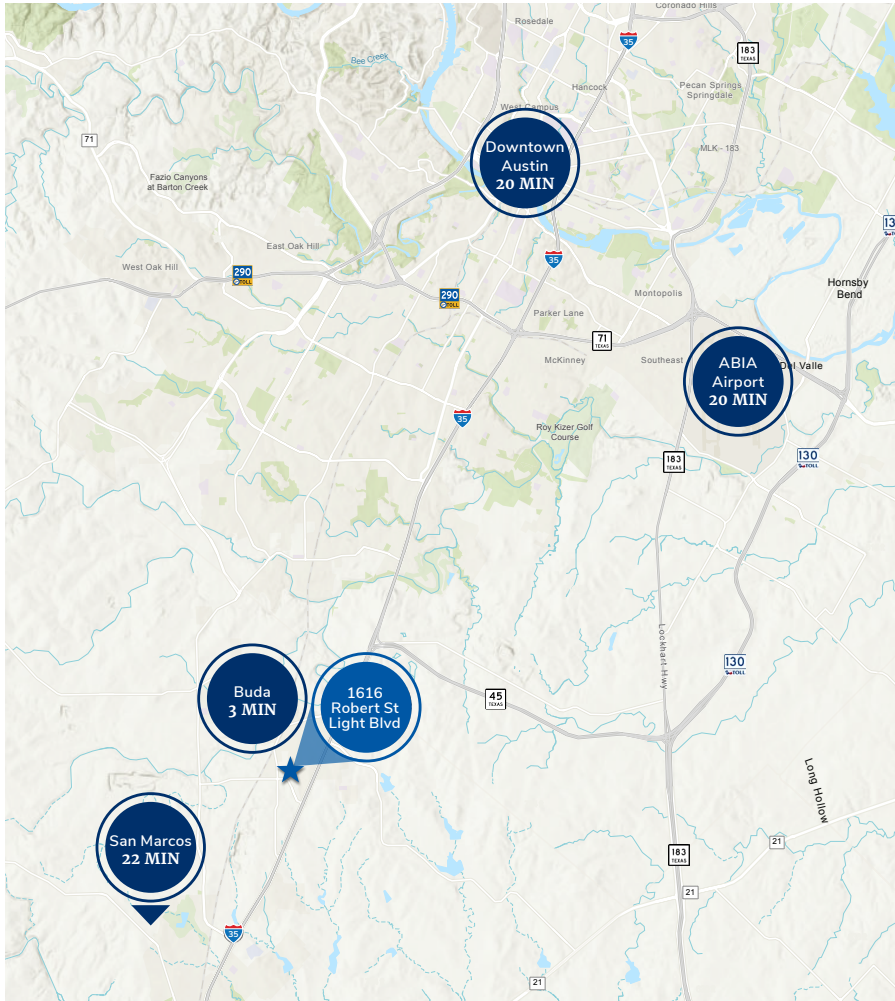 Coronado Hills
Rosedale
35
183
TEXAS
Bee Creek
Hancock
Pecan Springs
Springdale
West Campus
71
MLK - 183
Downtown
Austin
20 MIN
Fazio Canyons
at Barton Creek
13
East Oak Hill
35
West Oak Hill
290
TOLL
Hornsby
Bend
290
TOLL
Montopolis
Parker Lane
71
TEXAS
McKinney
Southeast
Del Valle
ABIA
Airport
20 MIN
35
Roy Kizer Golf
Course
183
TEXAS
130
TOLL
Lockhart Hwy
130
TOLL
Buda
3 MIN
1616
Robert St
Light Blvd
45
TEXAS
Long Hollow
San Marcos
22 MIN
21
183
TEXAS
21
35
21